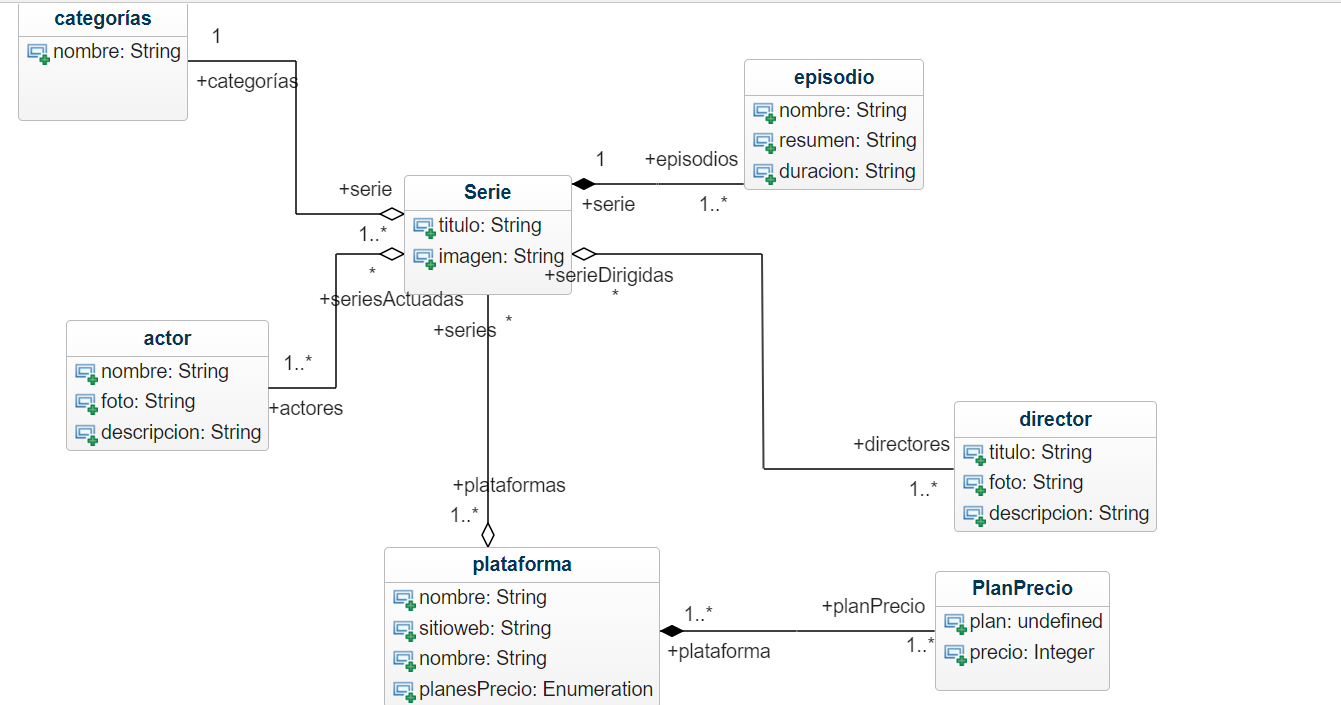 categorías
nombre: String
1
+categorías
episodio
nombre: String
resumen: String
duracion: String
1
+episodios
+serie
1..*
+serie
1..*
Serie
titulo: String
imagen: String
*
+seriesActuadas
+serieDirigidas
*
+series
*
actor
nombre: String
foto: String
descripcion: String
1..*
+actores
director
titulo: String
foto: String
descripcion: String
+directores
1..*
+plataformas
1..*
plataforma
nombre: String
sitioweb: String
nombre: String
planesPrecio: Enumeration
1..*
+plataforma
+planPrecio
1..*
PlanPrecio
plan: undefined
precio: Integer